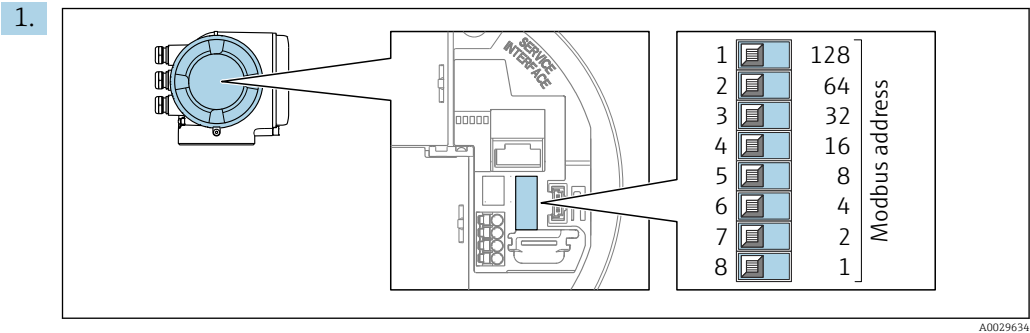 1.
SERVICE
INTERFACE
1 128
2 64
3 32
4 16
5 8
6 4
7 2
8 1
Modbus address
A0029634